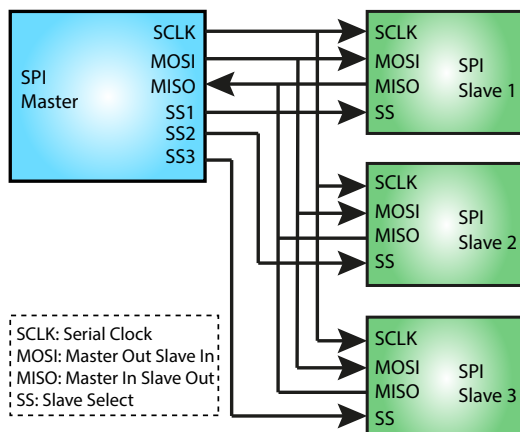 SPI
Master
SCLK
MOSI
MISO
SS1
SS2
SS3
SCLK
MOSI
MISO
SS
SPI
Slave 1
SCLK
MOSI
MISO
SS
SPI
Slave 2
SCLK
MOSI
MISO
SS
SPI
Slave 3
SCLK: Serial Clock
MOSI: Master Out Slave In
MISO: Master In Slave Out
SS: Slave Select